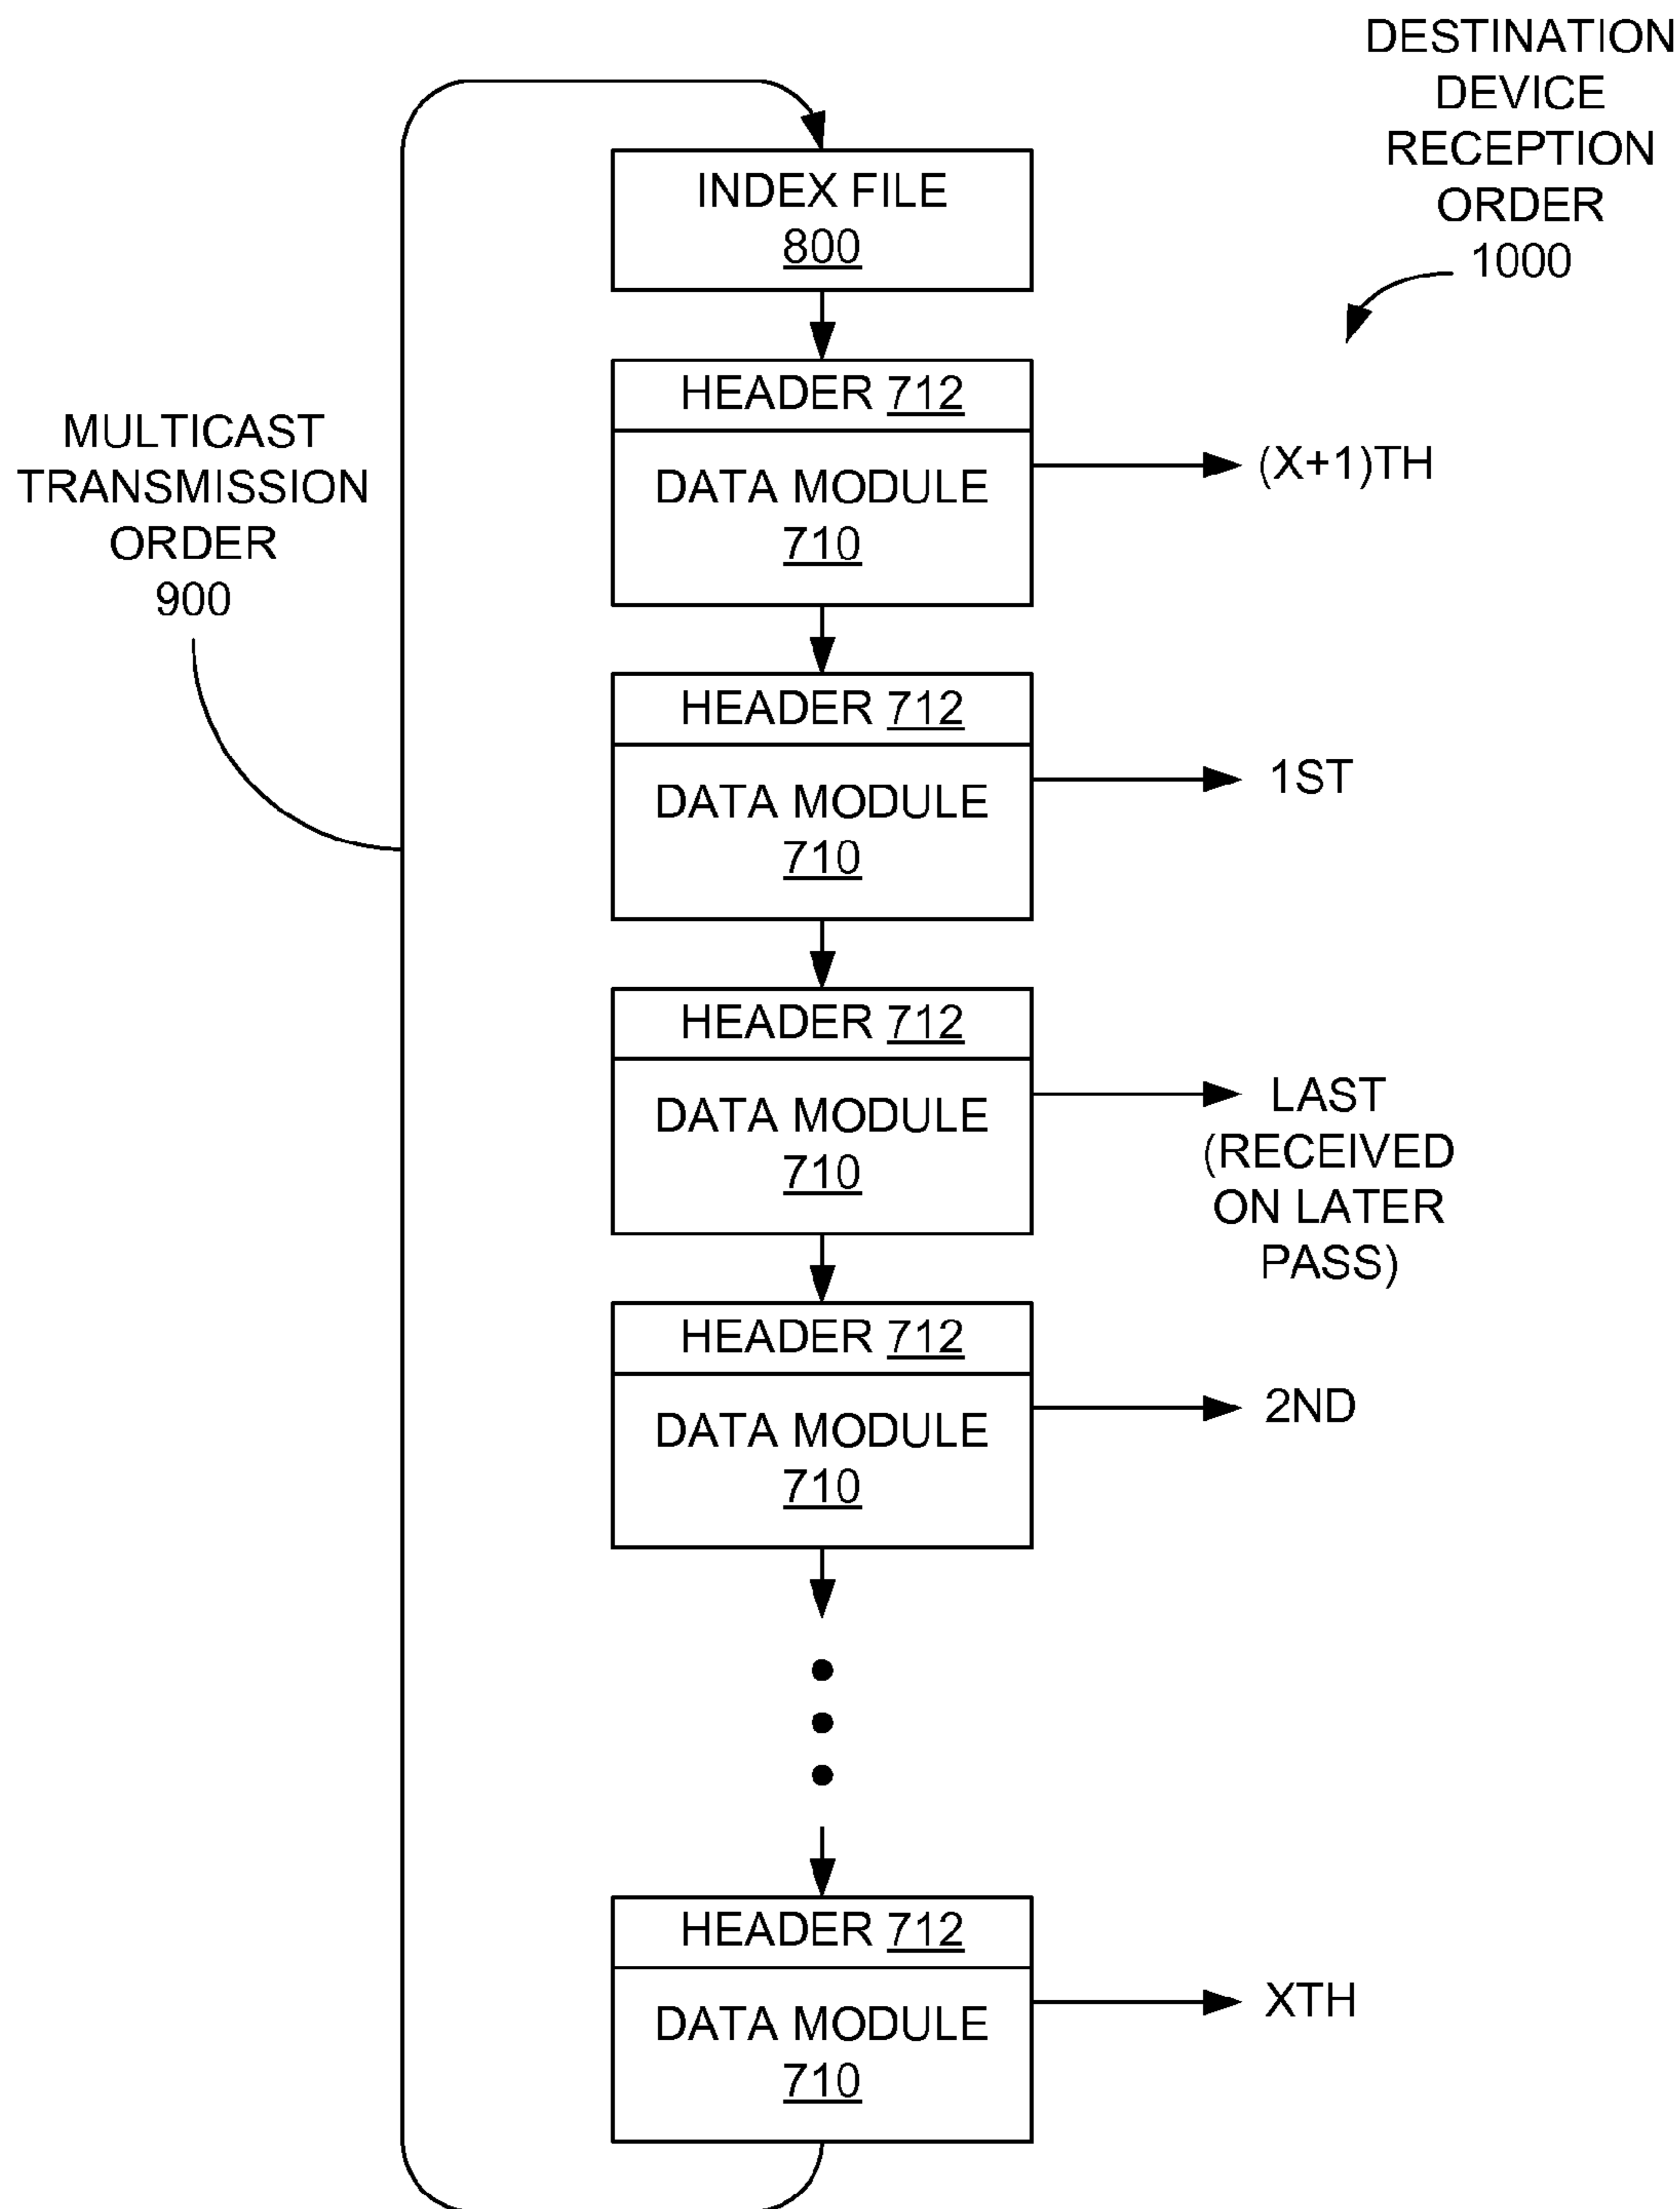 DESTINATION
DEVICE
RECEPTION
ORDER
1000
INDEX FILE
800
HEADER 712
DATA MODULE
710
(X+1)TH
MULTICAST
TRANSMISSION
ORDER
900
HEADER 712
DATA MODULE
710
1ST
HEADER 712
DATA MODULE
710
LAST
(RECEIVED
ON LATER
PASS)
HEADER 712
DATA MODULE
710
2ND
HEADER 712
DATA MODULE
710
XTH